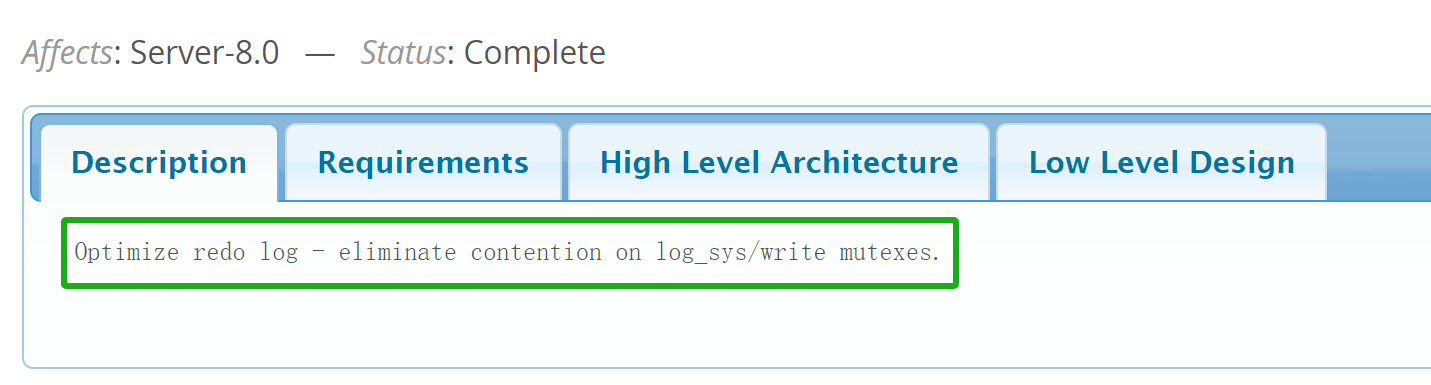 Affects: Server-8.0 — Status: Complete
Description Requirements High Level Architecture Low Level Design
Optimize redo log - eliminate contention on log_sys/write mutexes.